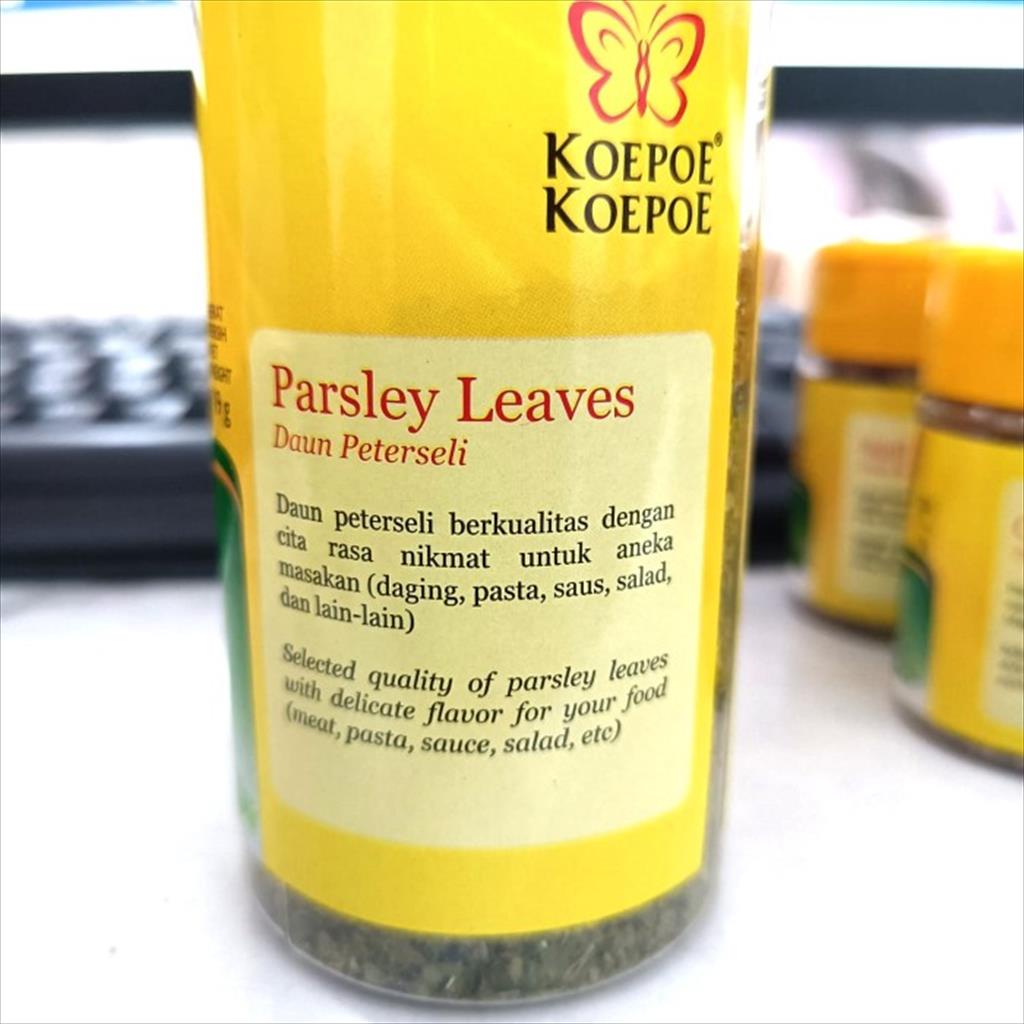 KOEPOE®
KOEPOE
Parsley Leaves
Daun Peterseli
Daun peterseli berkualitas dengan
cita rasa nikmat untuk aneka
masakan (daging, pasta, saus, salad,
dan lain-lain)
Selected quality of parsley leaves
with delicate flavor for your food
(meat, pasta, sauce, salad, etc)